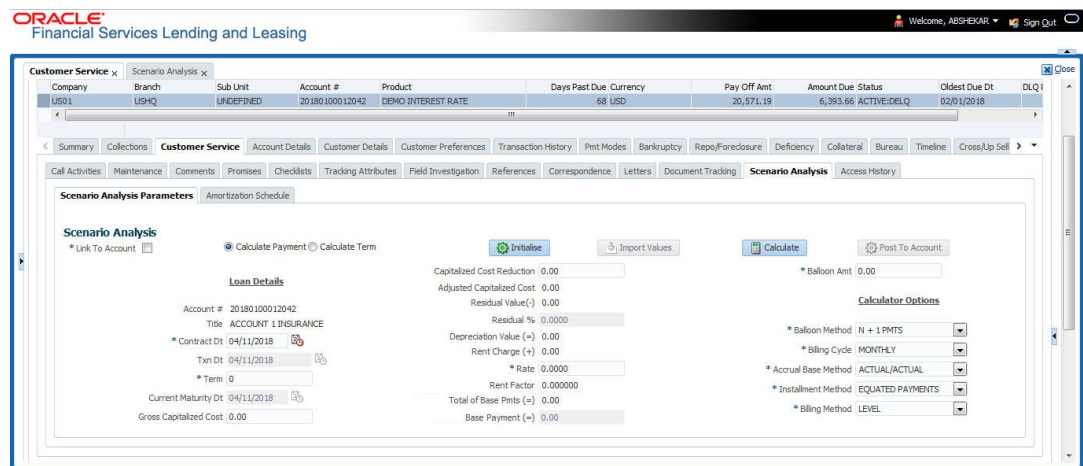 ORACLE
Financial Services Lending and Leasing
Welcome, ABSHEKAR
Sign Out
Customer Service x Scenario Analysis x
Close
Company Branch Sub Unit Account # Product Days Past Due Currency Pay Off Amt Amount Due Status Oldest Due Dt DLQ
US01 USHQ UNDEFINED 20180100012042 DEMO INTEREST RATE 68 USD 20,571.19 6,393.66 ACTIVE:DELQ 02/01/2018
Summary Collections Customer Service Account Details Customer Details Customer Preferences Transaction History Pmt Modes Bankruptcy Repo/Foreclosure Deficiency Collateral Bureau Timeline Cross/Up Sell
Call Activities Maintenance Comments Promises Checklists Tracking Attributes Field Investigation References Correspondence Letters Document Tracking Scenario Analysis Access History
Scenario Analysis Parameters Amortization Schedule
Scenario Analysis
* Link To Account Calculate Payment Calculate Term Initialise Import Values Calculate Post To Account
Loan Details
Account # 20180100012042
Title ACCOUNT 1 INSURANCE
* Contract Dt 04/11/2018
Txn Dt 04/11/2018
* Term 0
Current Maturity Dt 04/11/2018
Gross Capitalized Cost 0.00
Capitalized Cost Reduction 0.00
Adjusted Capitalized Cost 0.00
Residual Value(-) 0.00
Residual % 0.0000
Depreciation Value (=) 0.00
Rent Charge (+) 0.00
* Rate 0.0000
Rent Factor 0.000000
Total of Base Pmts (=) 0.00
Base Payment (=) 0.00
* Balloon Amt 0.00
Calculator Options
* Balloon Method N + 1 PMTS
* Billing Cycle MONTHLY
* Accrual Base Method ACTUAL/ACTUAL
* Installment Method EQUATED PAYMENTS
* Billing Method LEVEL